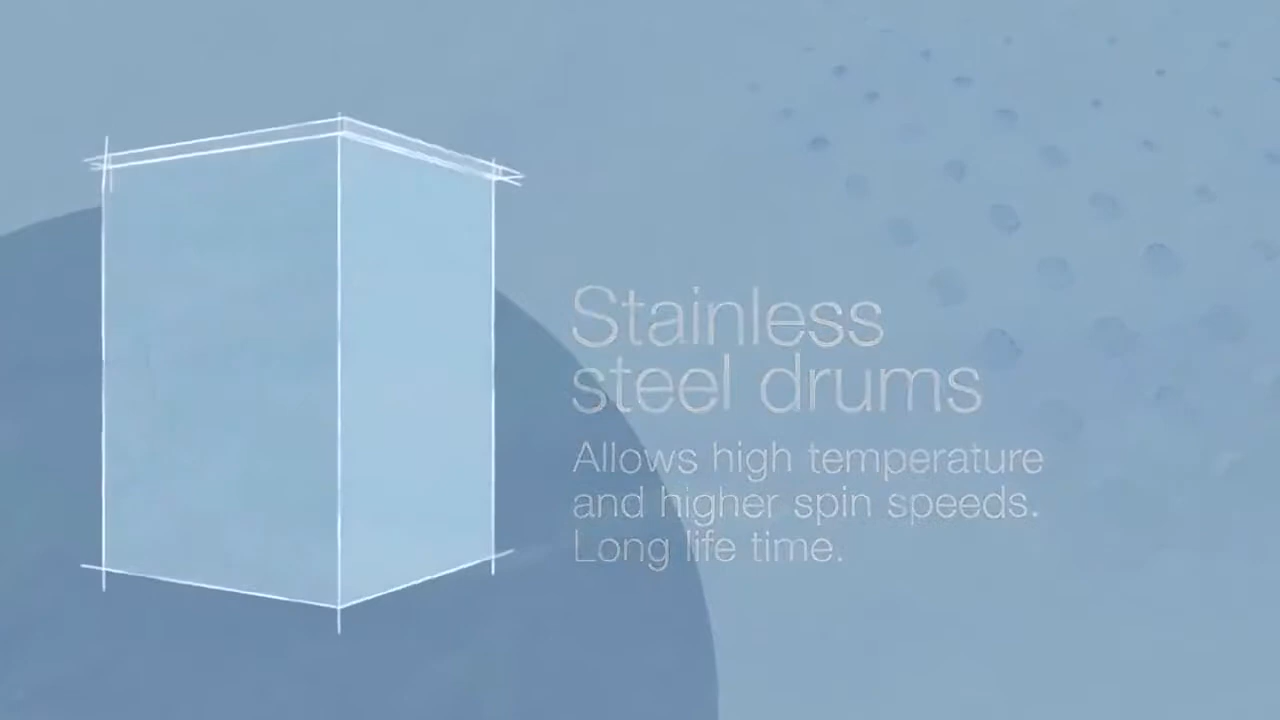 Stainless
steel drums
Allows high temperature
and higher spin speeds.
Long life time.